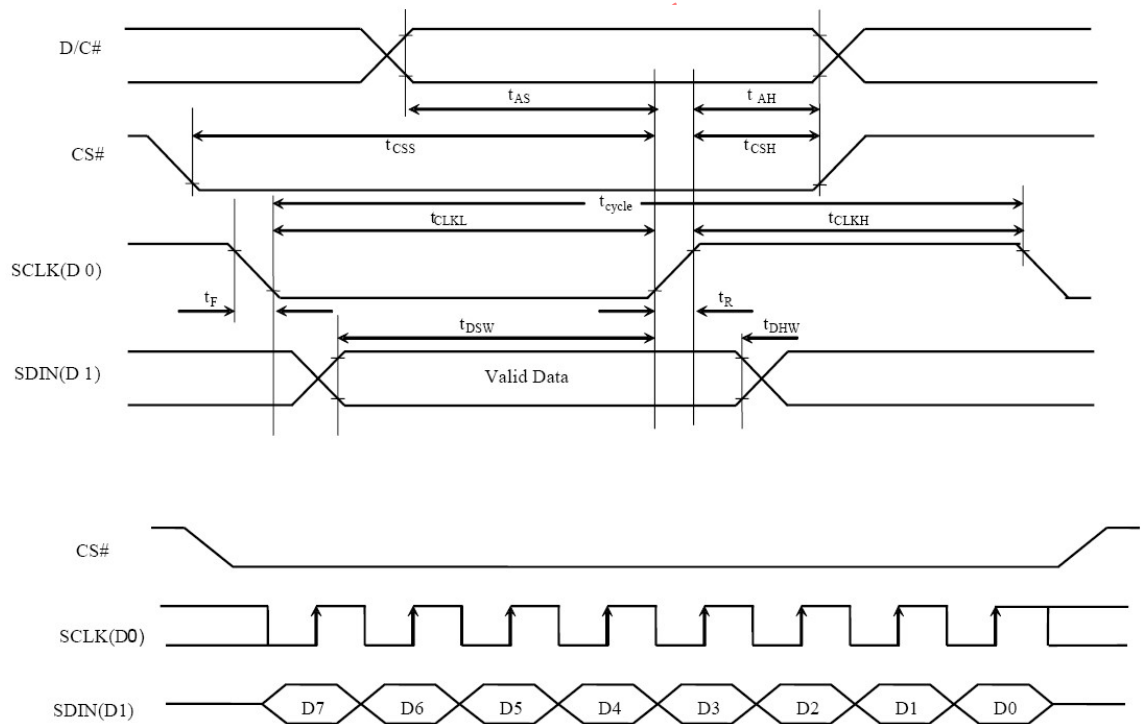 D/C#
tAS
t AH
CS#
tCSS
tCSH
tcycle
tCLKL
tCLKH
SCLK(D 0)
tF
tR
tDSW
tDHW
SDIN(D 1)
Valid Data
CS#
SCLK(D0)
SDIN(D1)
D7 D6 D5 D4 D3 D2 D1 D0